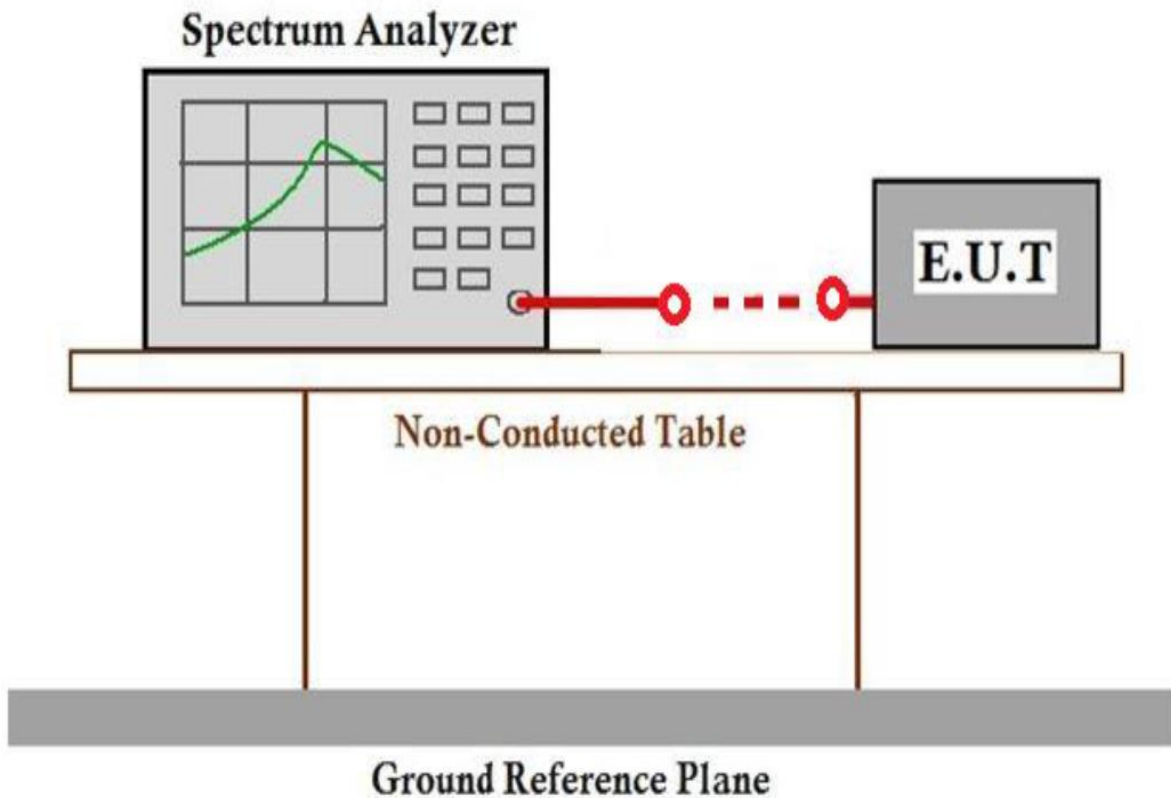 Spectrum Analyzer
E.U.T
Non-Conducted Table
Ground Reference Plane